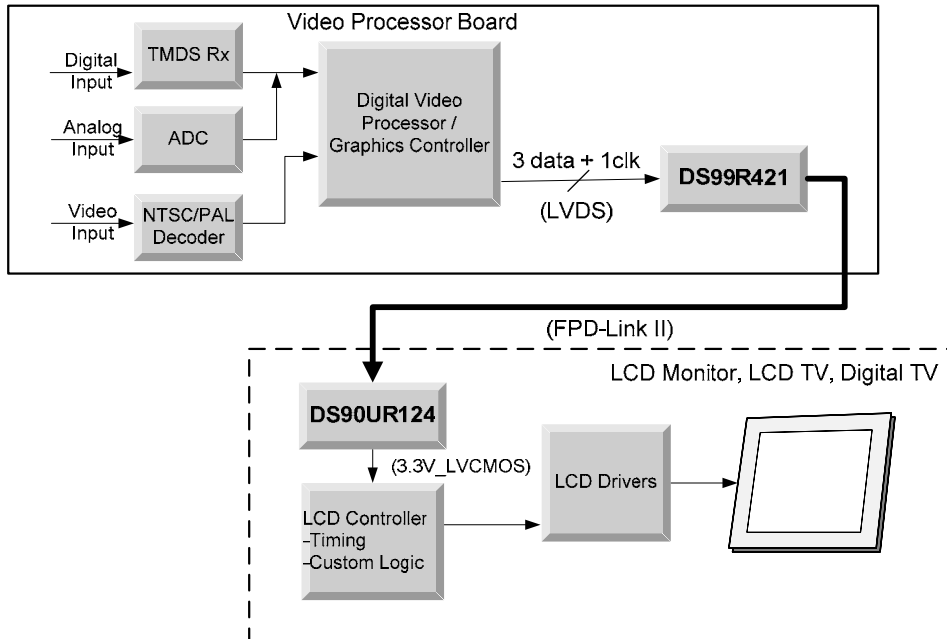 Video Processor Board
Digital
Input
TMDS Rx
Analog
Input
ADC
Video
Input
NTSC/PAL
Decoder
Digital Video
Processor /
Graphics Controller
3 data + 1clk
(LVDS)
DS99R421
(FPD-Link II)
LCD Monitor, LCD TV, Digital TV
DS90UR124
(3.3V_LVCMOS)
LCD Controller
-Timing
-Custom Logic
LCD Drivers